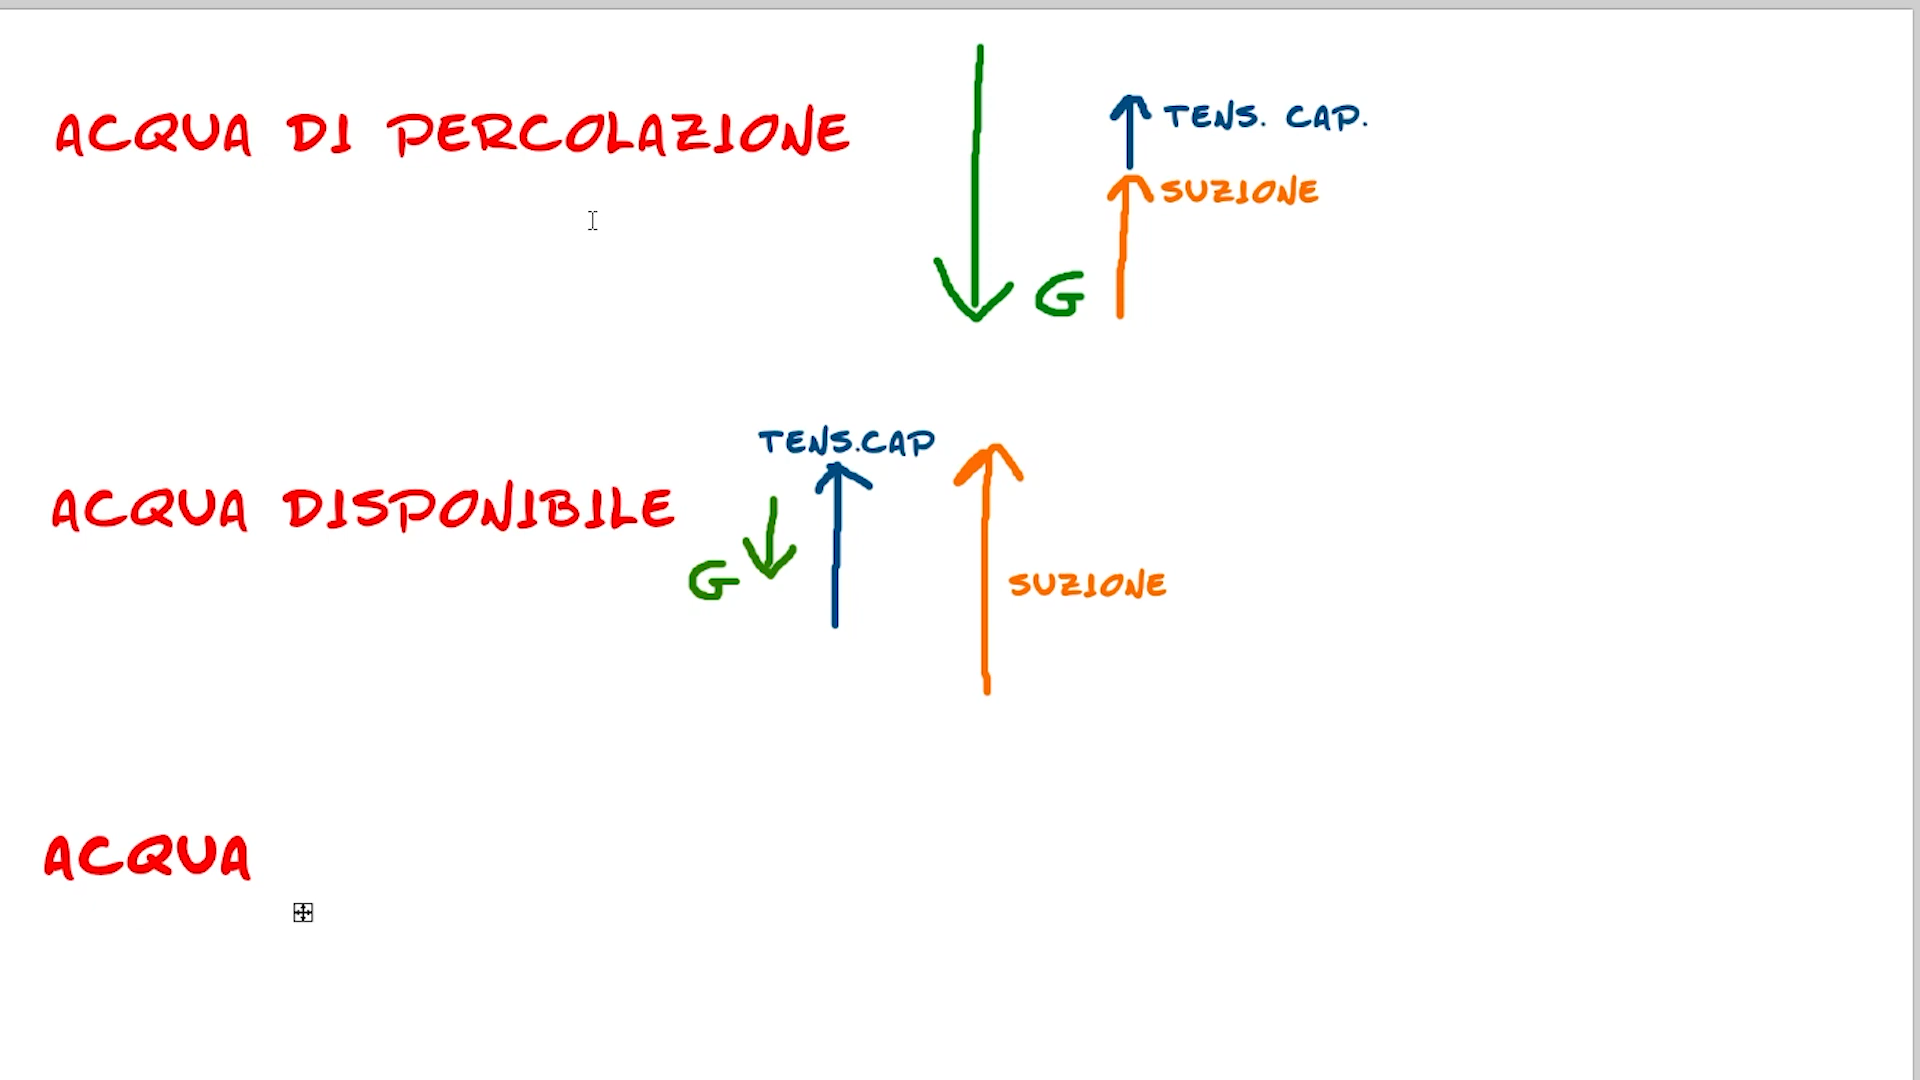 ACQUA DI PERCOLAZIONE
TENS. CAP.
SUZIONE
G
TENS.CAP
ACQUA DISPONIBILE
G
SUZIONE
ACQUA